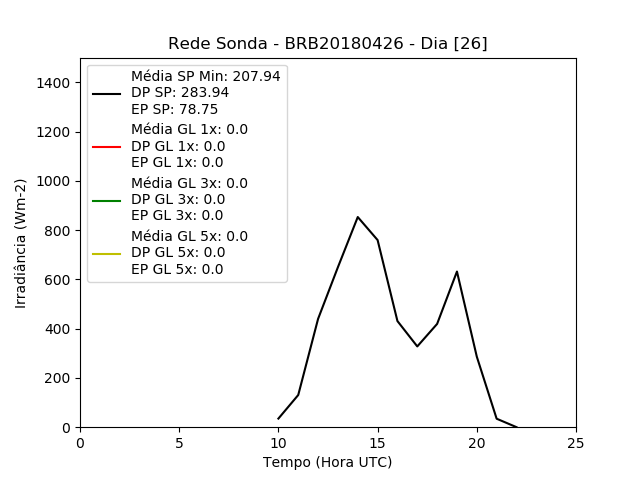 Rede Sonda - BRB20180426 - Dia [26]
Média SP Min: 207.94
DP SP: 283.94
EP SP: 78.75
Média GL 1x: 0.0
DP GL 1x: 0.0
EP GL 1x: 0.0
Média GL 3x: 0.0
DP GL 3x: 0.0
EP GL 3x: 0.0
Média GL 5x: 0.0
DP GL 5x: 0.0
EP GL 5x: 0.0
Irradiância (Wm-2)
1400
1200
1000
800
600
400
200
0
0 5 10 15 20 25
Tempo (Hora UTC)